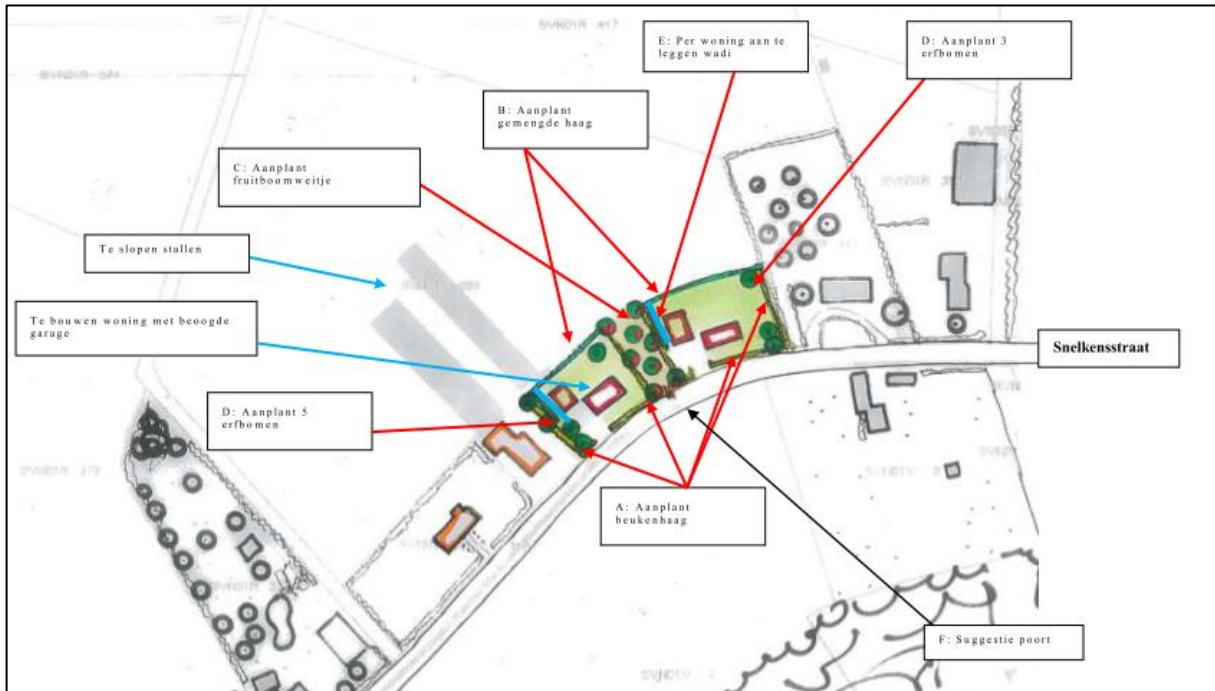 E: Per woning aan te
leggen wadi
D: Aanplant 3
erfbomen
B: Aanplant
gemengde haag
C: Aanplant
fruitboomweitje
Te slopen stallen
Te bouwen woning met beoogde
garage
Snelkensstraat
D: Aanplant 5
erfbomen
A: Aanplant
beukenhaag
F: Suggestie poort